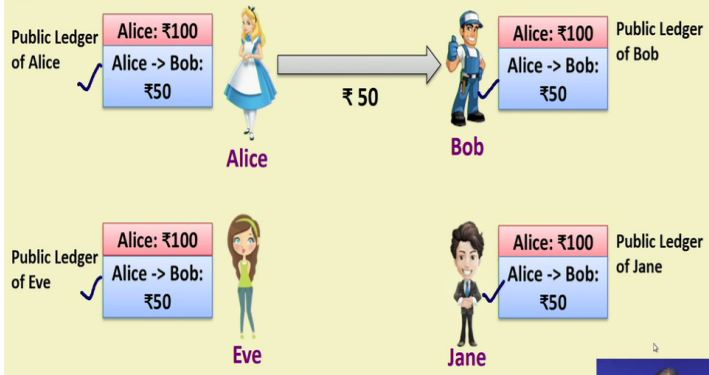 Public Ledger
of Alice
Alice: ₹100
Alice -> Bob:
₹50
Alice
₹ 50
Bob
Alice: ₹100
Alice -> Bob:
₹50
Public Ledger
of Bob
Public Ledger
of Eve
Alice: ₹100
Alice -> Bob:
₹50
Eve
Jane
Alice: ₹100
Alice -> Bob:
₹50
Public Ledger
of Jane